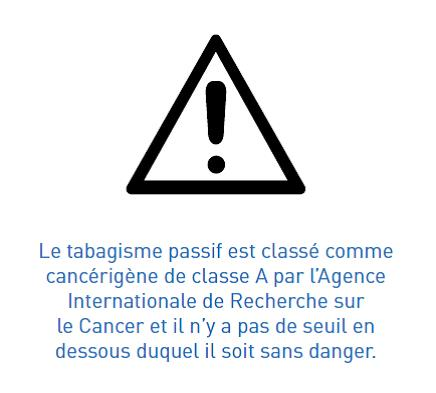 Le tabagisme passif est classé comme
cancérigène de classe A par l'Agence
Internationale de Recherche sur
le Cancer et il n'y a pas de seuil en
dessous duquel il soit sans danger.